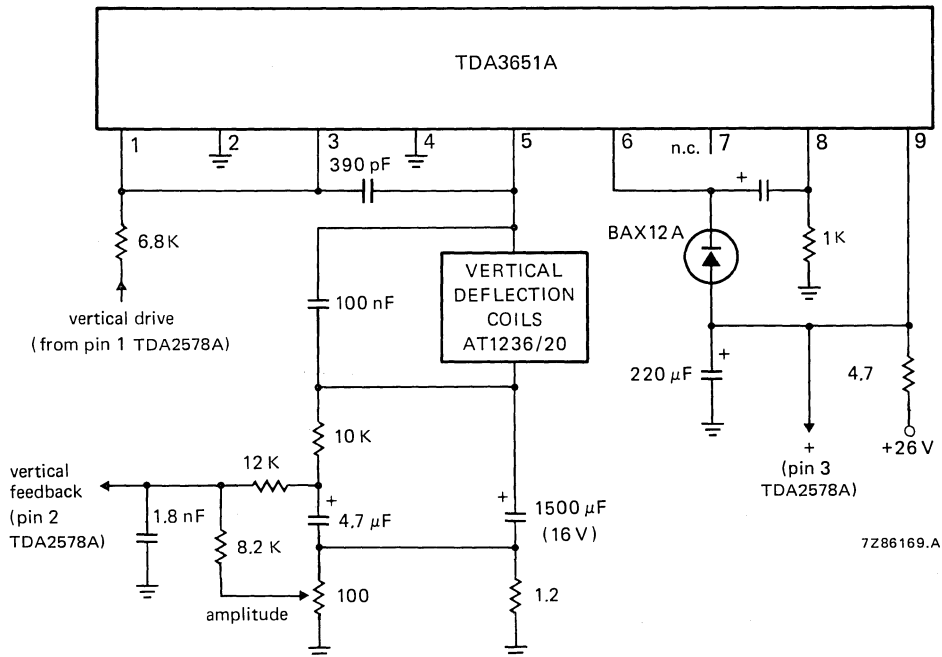 TDA3651A
1
2
3
4
5
6
7
8
9
n.c.
390 pF
+
6.8 K
BAX12A
1K
vertical drive
(from pin 1 TDA2578A)
100 nF
VERTICAL
DEFLECTION
COILS
AT1236/20
220 µF
+
4.7
+26 V
+
(pin 3
TDA2578A)
10 K
12 K
vertical
feedback
(pin 2
TDA2578A)
1.8 nF
8.2 K
+
4.7 µF
+
1500 µF
(16 V)
7Z86169.A
amplitude
100
1.2